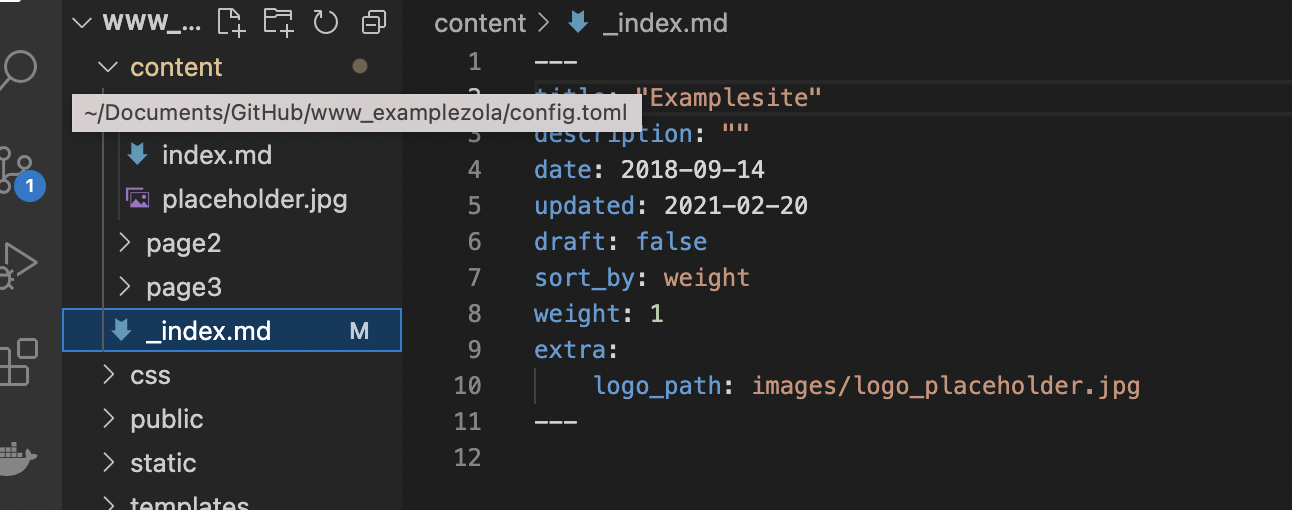 WWW_...
content
~/Documents/GitHub/www_examplezola/config.toml
index.md
placeholder.jpg
page2
page3
_index.md M
css
public
static
templates
1
content > _index.md
1 ---
2 title: "Examplesite"
3 description: ""
4 date: 2018-09-14
5 updated: 2021-02-20
6 draft: false
7 sort_by: weight
8 weight: 1
9 extra:
10 logo_path: images/logo_placeholder.jpg
11 ---
12